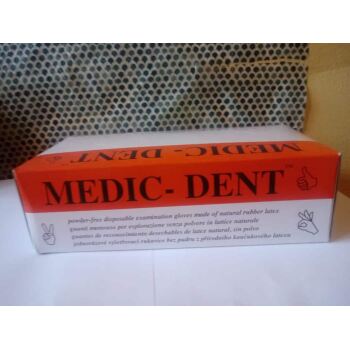 MEDIC- DENT
MEDIC- DENT™
powder-free disposable examination gloves made of natural rubber latex
guanti monouso per esplorazione senza polvere in lattice naturale
guantes de reconocimiento desechables de latex natural, sin polvo
jednorázové vyšetřovací rukavice bez pudru z přírodního kaučukového latexu